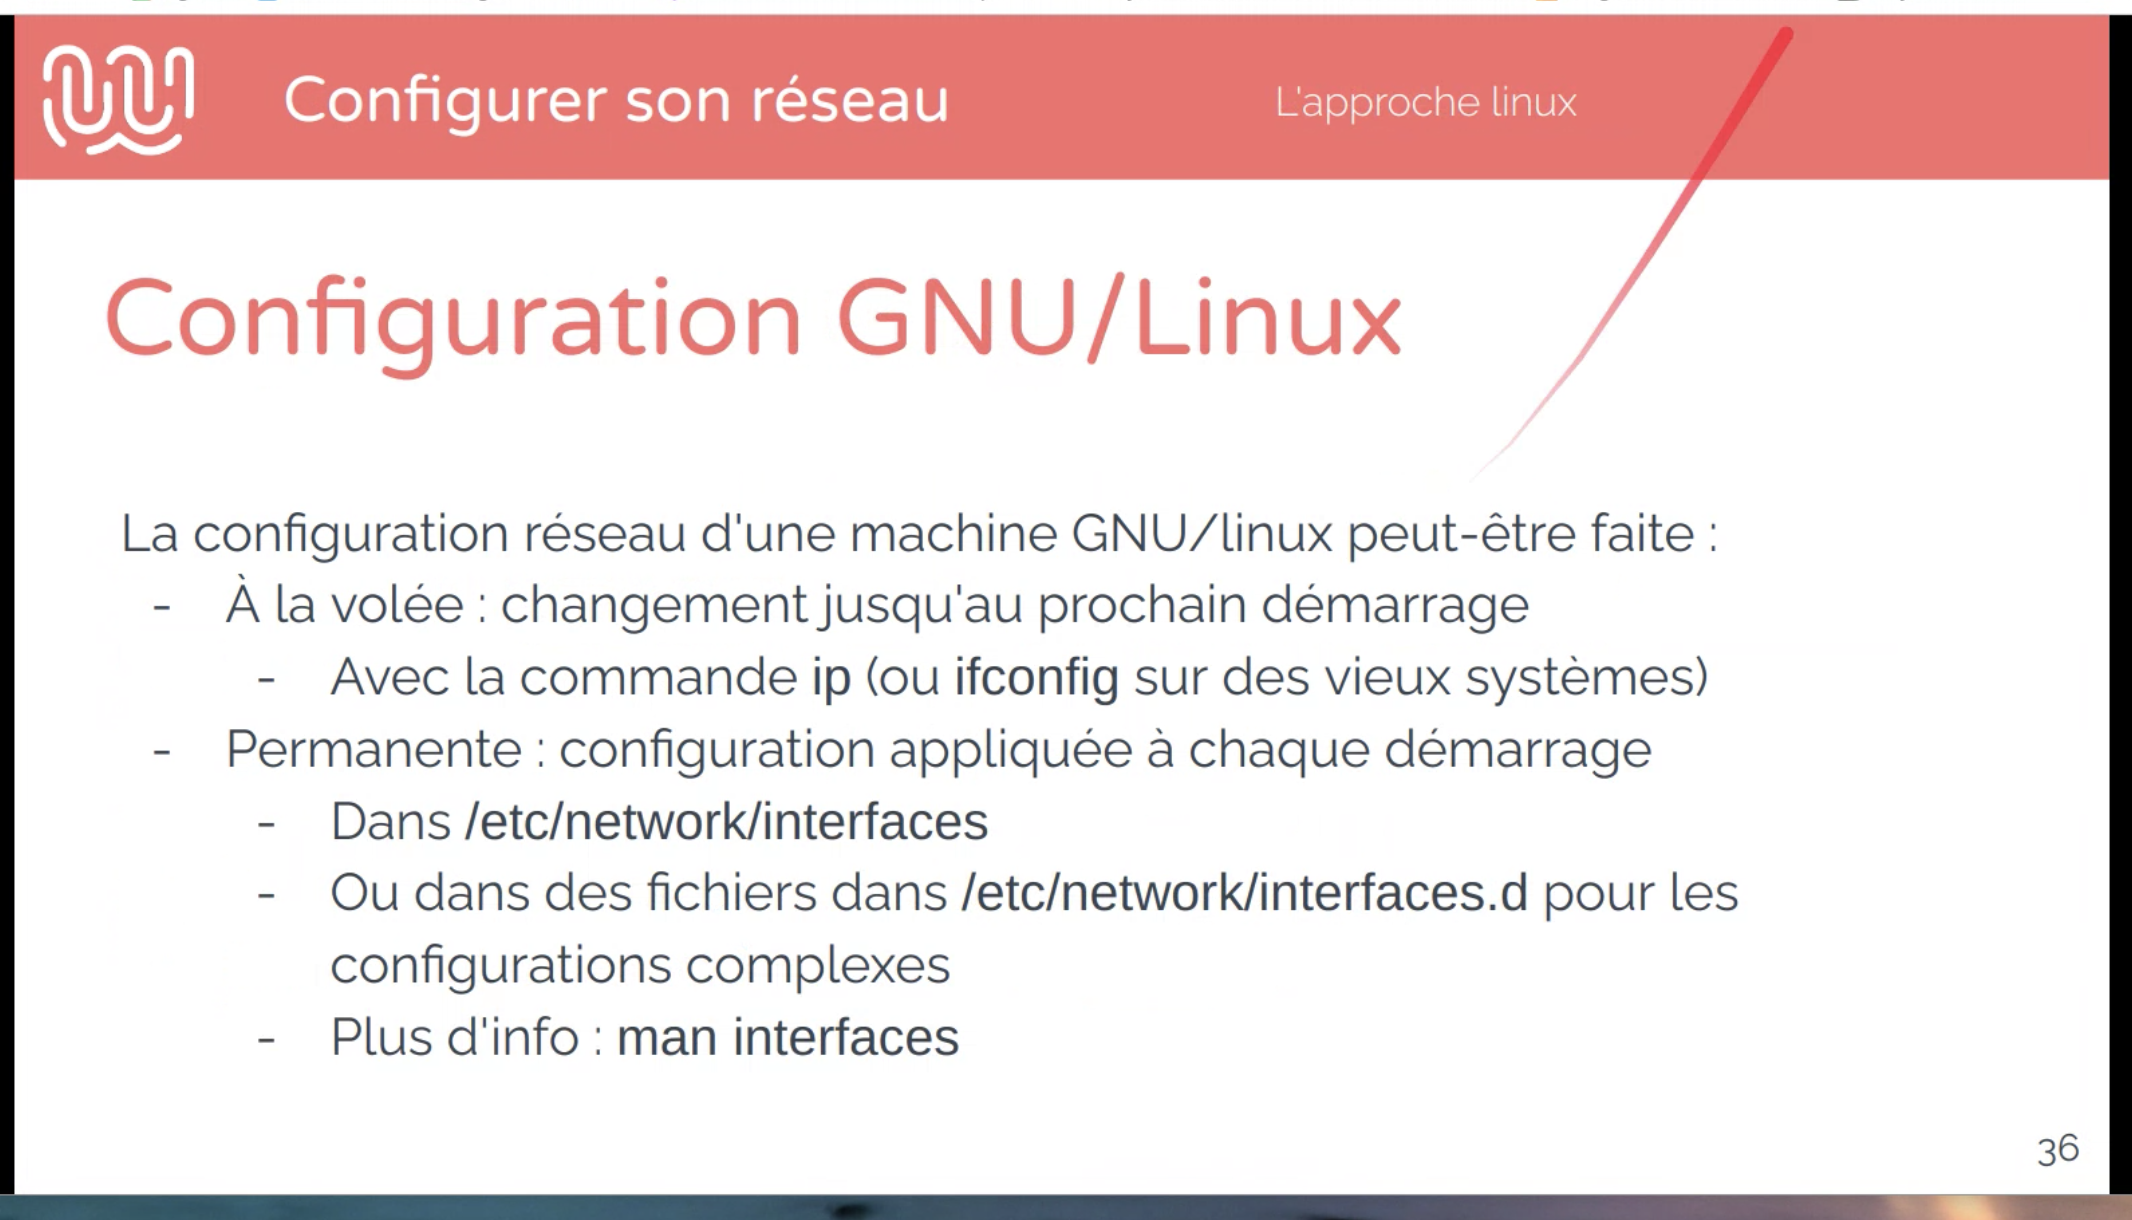 Configurer son réseau
L'approche linux
Configuration GNU/Linux
La configuration réseau d'une machine GNU/linux peut-être faite :
- À la volée : changement jusqu'au prochain démarrage
- Avec la commande ip (ou ifconfig sur des vieux systèmes)
- Permanente : configuration appliquée à chaque démarrage
- Dans /etc/network/interfaces
- Ou dans des fichiers dans /etc/network/interfaces.d pour les
configurations complexes
- Plus d'info : man interfaces
36